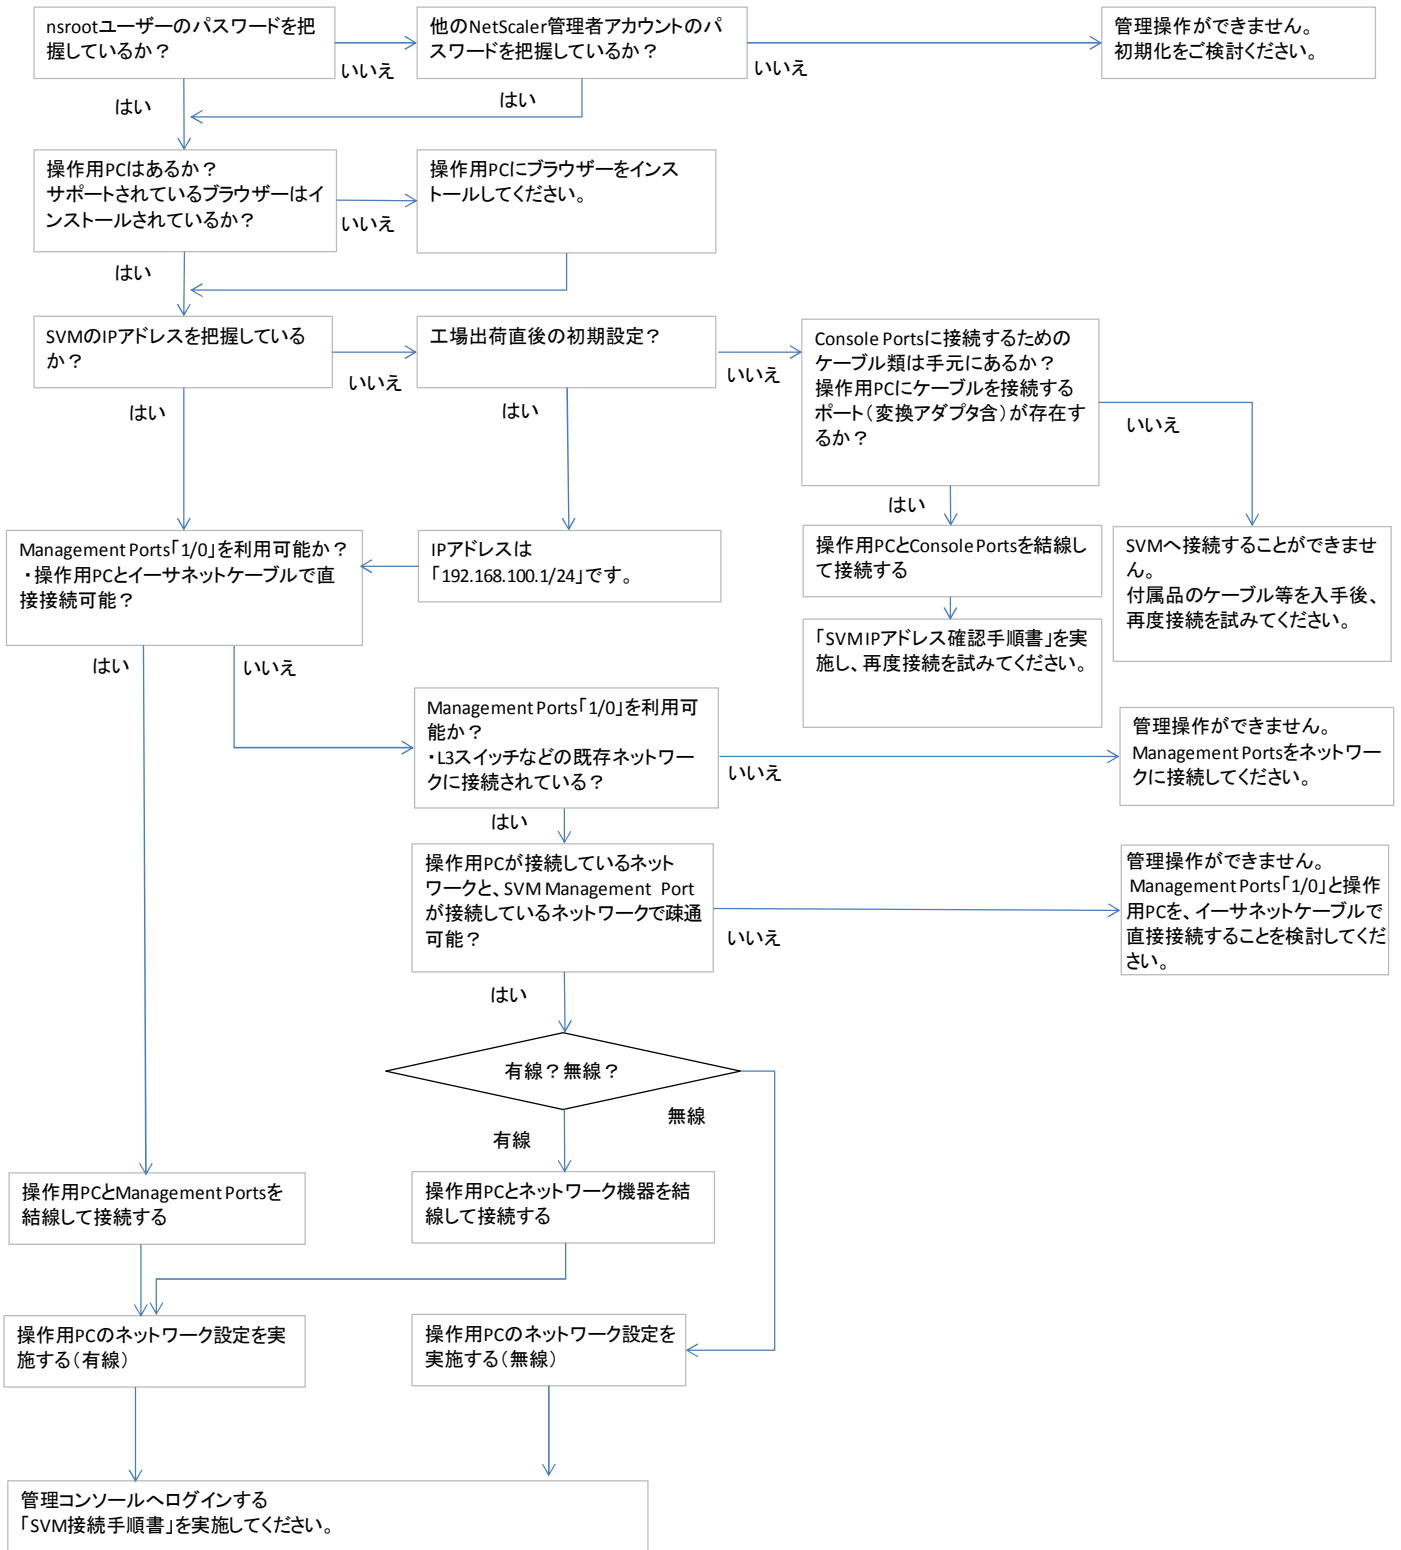 nsrootユーザーのパスワードを把
握しているか？
他のNetScaler管理者アカウントのパ
スワードを把握しているか？
管理操作ができません。
初期化をご検討ください。
いいえ
いいえ
はい
はい
操作用PCはあるか？
サポートされているブラウザーはイ
ンストールされているか？
操作用PCにブラウザーをインス
トールしてください。
いいえ
はい
SVMのIPアドレスを把握している
か？
工場出荷直後の初期設定？
Console Portsに接続するための
ケーブル類は手元にあるか？
操作用PCにケーブルを接続する
ポート（変換アダプタ含）が存在す
るか？
いいえ
いいえ
いいえ
はい
はい
はい
Management Ports「1/0」を利用可能か？
・操作用PCとイーサネットケーブルで直
接接続可能？
IPアドレスは
「192.168.100.1/24」です。
操作用PCとConsole Portsを結線し
て接続する
SVMへ接続することができませ
ん。
付属品のケーブル等を入手後、
再度接続を試みてください。
「SVM IPアドレス確認手順書」を実
施し、再度接続を試みてください。
はい
いいえ
Management Ports「1/0」を利用可
能か？
・L3スイッチなどの既存ネットワー
クに接続されている？
いいえ
管理操作ができません。
Management Portsをネットワー
クに接続してください。
はい
操作用PCが接続しているネット
ワークと、SVM Management Port
が接続しているネットワークで疎通
可能？
いいえ
管理操作ができません。
Management Ports「1/0」と操作
用PCを、イーサネットケーブルで
直接接続することを検討してくだ
さい。
はい
有線？無線？
無線
有線
操作用PCとManagement Portsを
結線して接続する
操作用PCとネットワーク機器を結
線して接続する
操作用PCのネットワーク設定を実
施する（有線）
操作用PCのネットワーク設定を
実施する（無線）
管理コンソールへログインする
「SVM接続手順書」を実施してください。